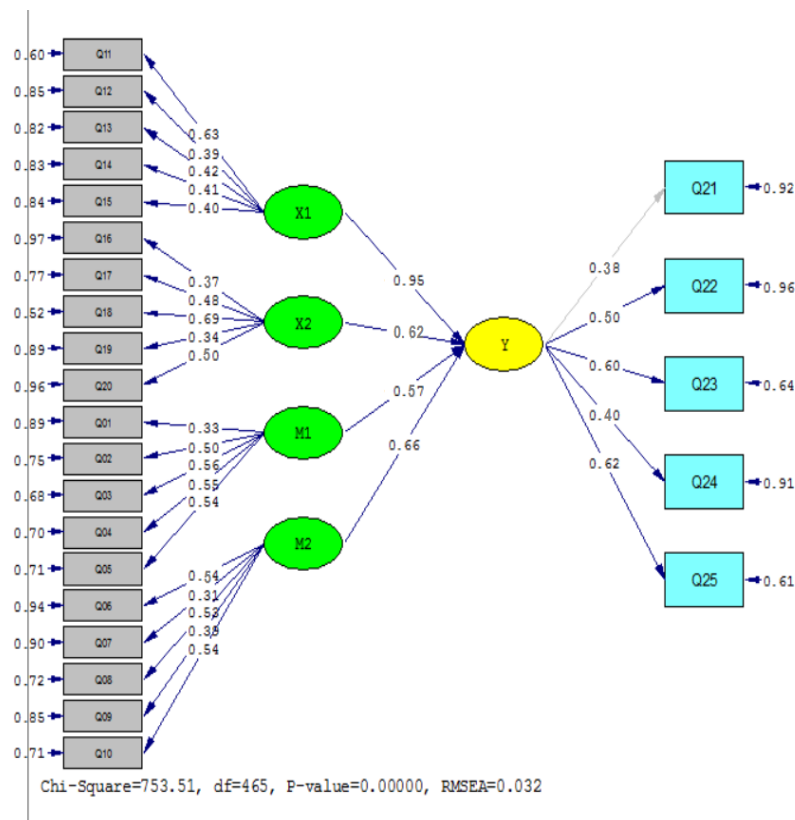 0.60 Q11
0.85 Q12
0.82 Q13
0.83 Q14
0.84 Q15
0.97 Q16
0.77 Q17
0.52 Q18
0.89 Q19
0.96 Q20
0.89 Q01
0.75 Q02
0.68 Q03
0.70 Q04
0.71 Q05
0.94 Q06
0.90 Q07
0.72 Q08
0.85 Q09
0.71 Q10
0.63
0.39
0.42
0.41
0.40
0.37
0.48
0.69
0.34
0.50
0.33
0.50
0.56
0.55
0.54
0.54
0.31
0.53
0.39
0.54
X1
X2
M1
M2
0.95
0.62
0.57
0.66
Y
0.38
0.50
0.60
0.40
0.62
Q21 0.92
Q22 0.96
Q23 0.64
Q24 0.91
Q25 0.61
Chi-Square=753.51, df=465, P-value=0.00000, RMSEA=0.032